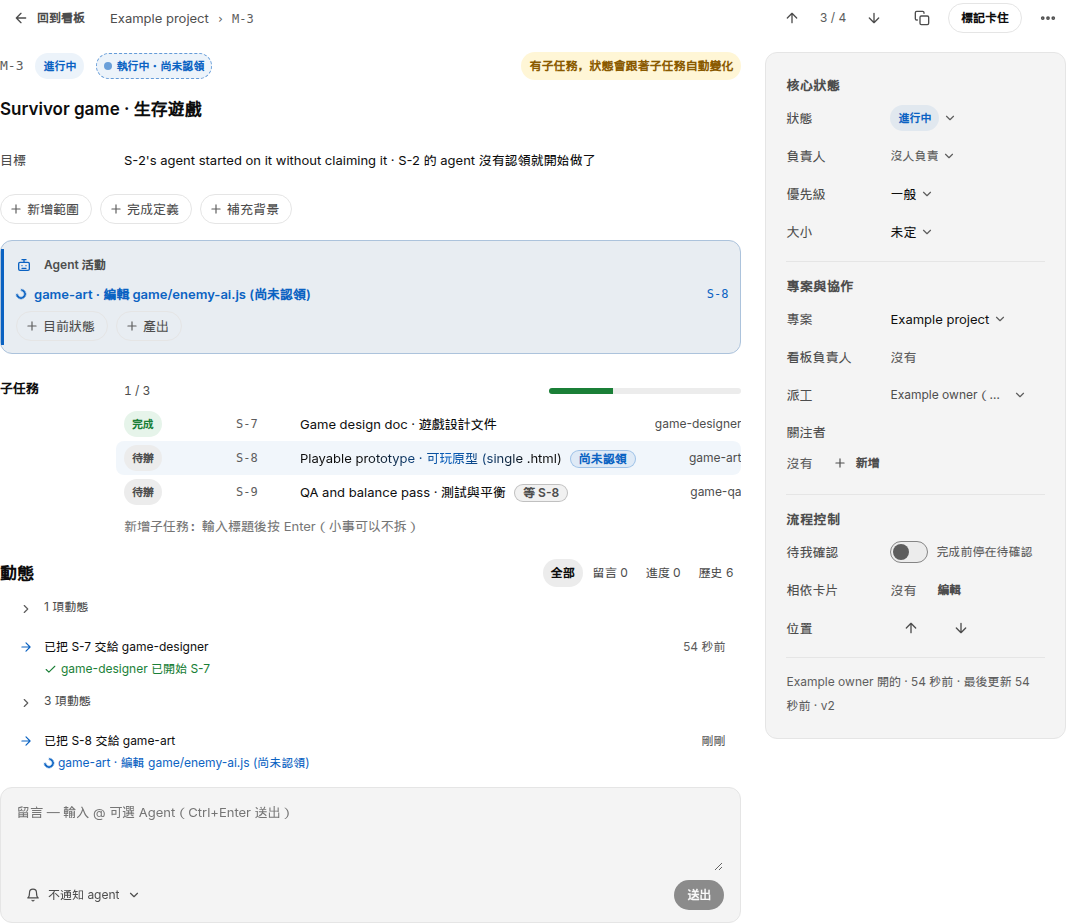 回到看板 Example project › M-3 3 / 4 標記卡住
M-3 進行中 執行中・尚未認領 有子任務，狀態會跟著子任務自動變化
Survivor game · 生存遊戲
目標 S-2's agent started on it without claiming it · S-2 的 agent 沒有認領就開始做了
新增範圍 完成定義 補充背景
Agent 活動
game-art · 編輯 game/enemy-ai.js (尚未認領) S-8
目前狀態 產出
子任務 1 / 3
完成 S-7 Game design doc · 遊戲設計文件 game-designer
待辦 S-8 Playable prototype · 可玩原型 (single .html) 尚未認領 game-art
待辦 S-9 QA and balance pass · 測試與平衡 等 S-8 game-qa
新增子任務：輸入標題後按 Enter（小事可以不拆）
動態 全部 留言 0 進度 0 歷史 6
1 項動態
已把 S-7 交給 game-designer 54 秒前
game-designer 已開始 S-7
3 項動態
已把 S-8 交給 game-art 剛剛
game-art · 編輯 game/enemy-ai.js (尚未認領)
留言 — 輸入 @ 可選 Agent（Ctrl+Enter 送出）
不通知 agent 送出
核心狀態
狀態 進行中
負責人 沒人負責
優先級 一般
大小 未定
專案與協作
專案 Example project
看板負責人 沒有
派工 Example owner（...
關注者
沒有 新增
流程控制
待我確認 完成前停在待確認
相依卡片 沒有 編輯
位置
Example owner 開的 · 54 秒前 · 最後更新 54
秒前 · v2